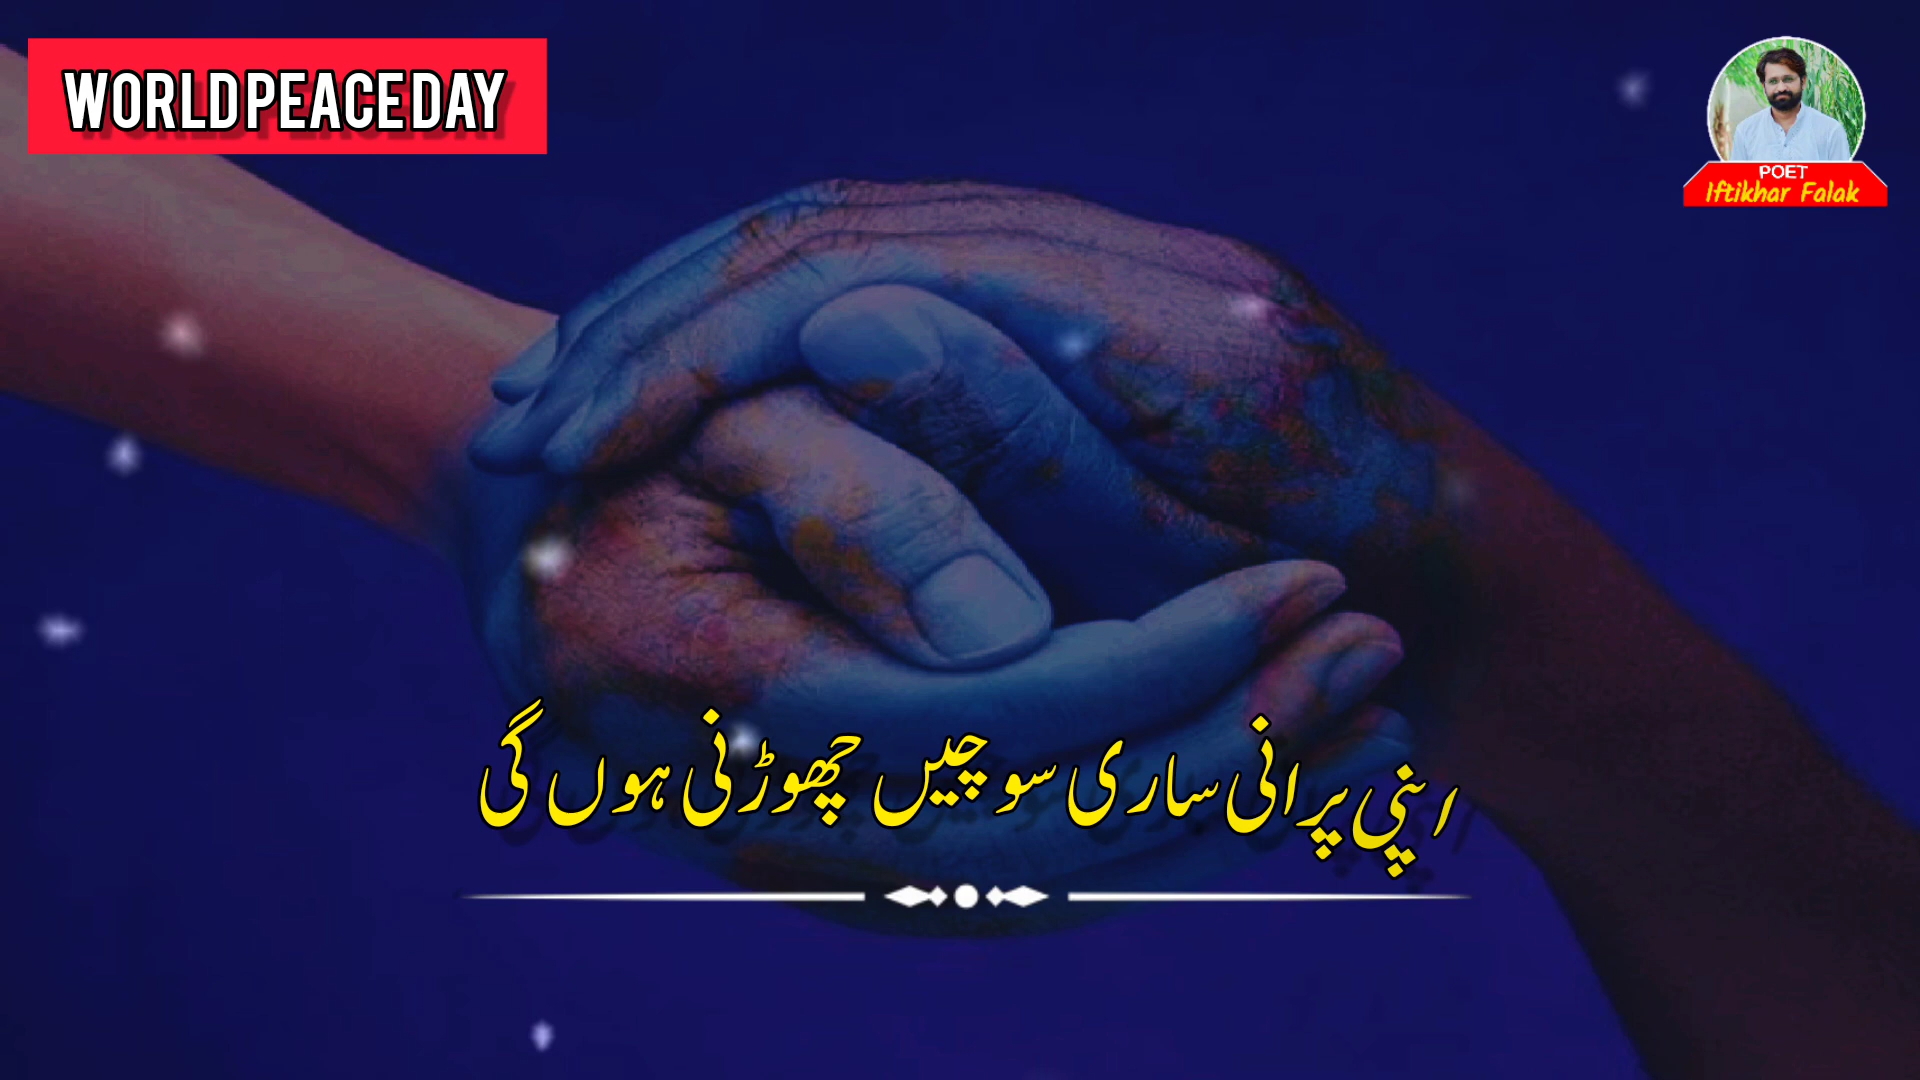 WORLD PEACE DAY
POET
Iftikhar Falak
اپنی پرانی ساری سوچیں چھوڑنی ہوں گی